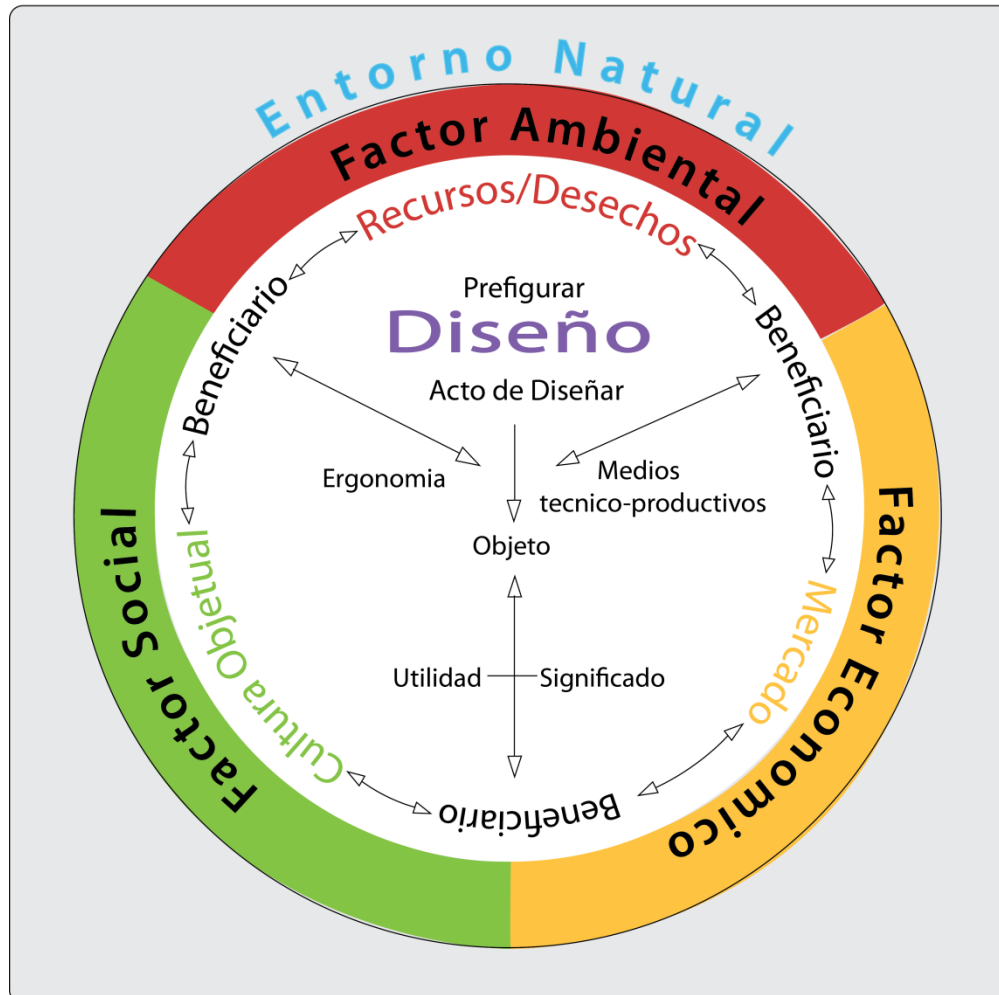 Entorno Natural
Factor Ambiental
Recursos/Desechos
Prefigurar
Diseño
Acto de Diseñar
Beneficiario
Beneficiario
Ergonomia
Medios
tecnico-productivos
Objeto
Factor Social
Cultura Objetual
Mercado
Factor Economico
Utilidad
Significado
Beneficiario